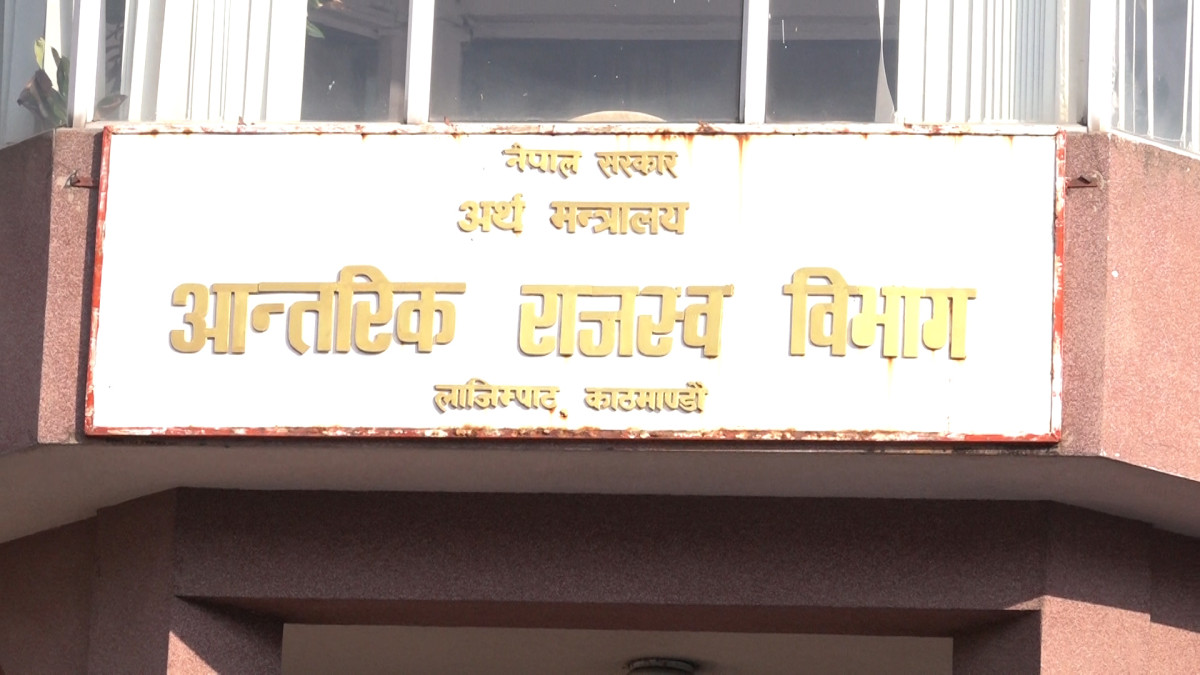 नेपाल सरकार
अर्थ मन्त्रालय
आन्तरिक राजस्व विभाग
लाजिम्पाट, काठमाण्डौ